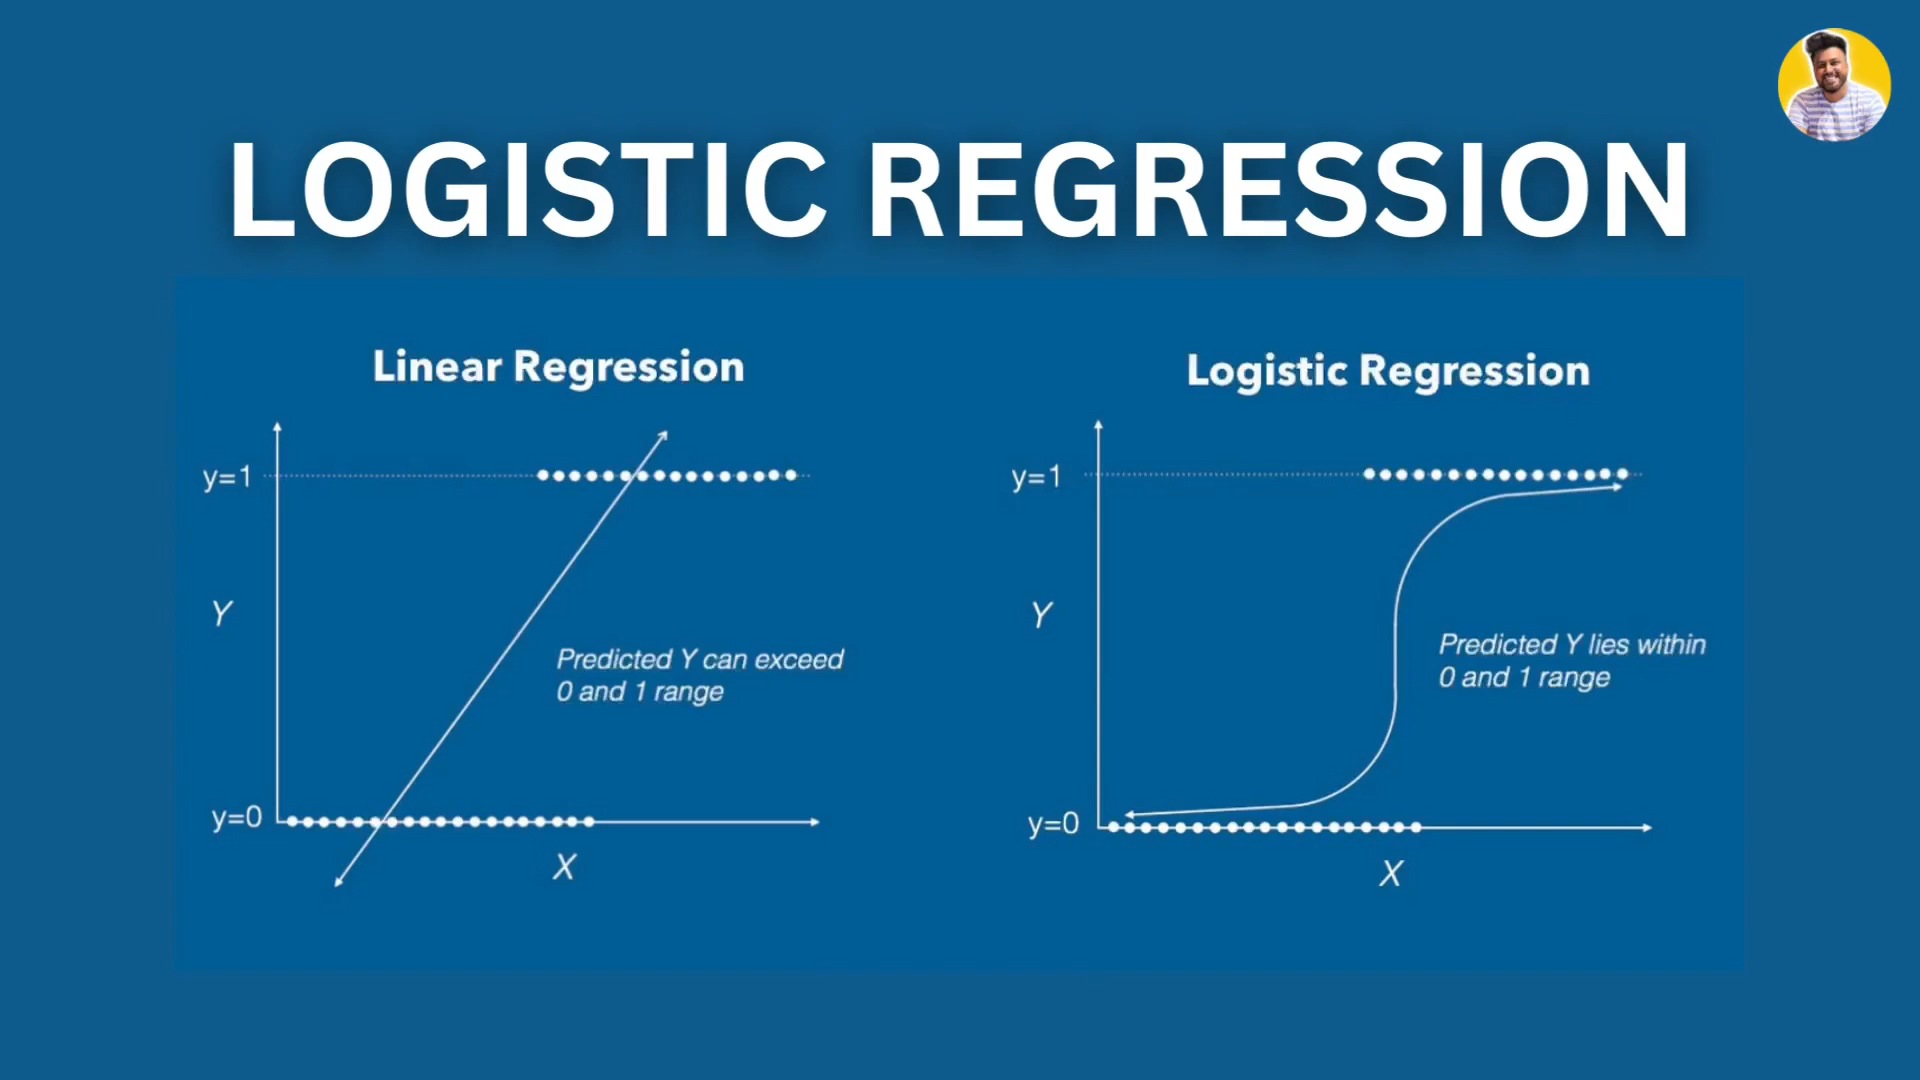 LOGISTIC REGRESSION
Linear Regression
y=1
Y
Predicted Y can exceed
0 and 1 range
y=0
X
Logistic Regression
y=1
Y
Predicted Y lies within
0 and 1 range
y=0
X